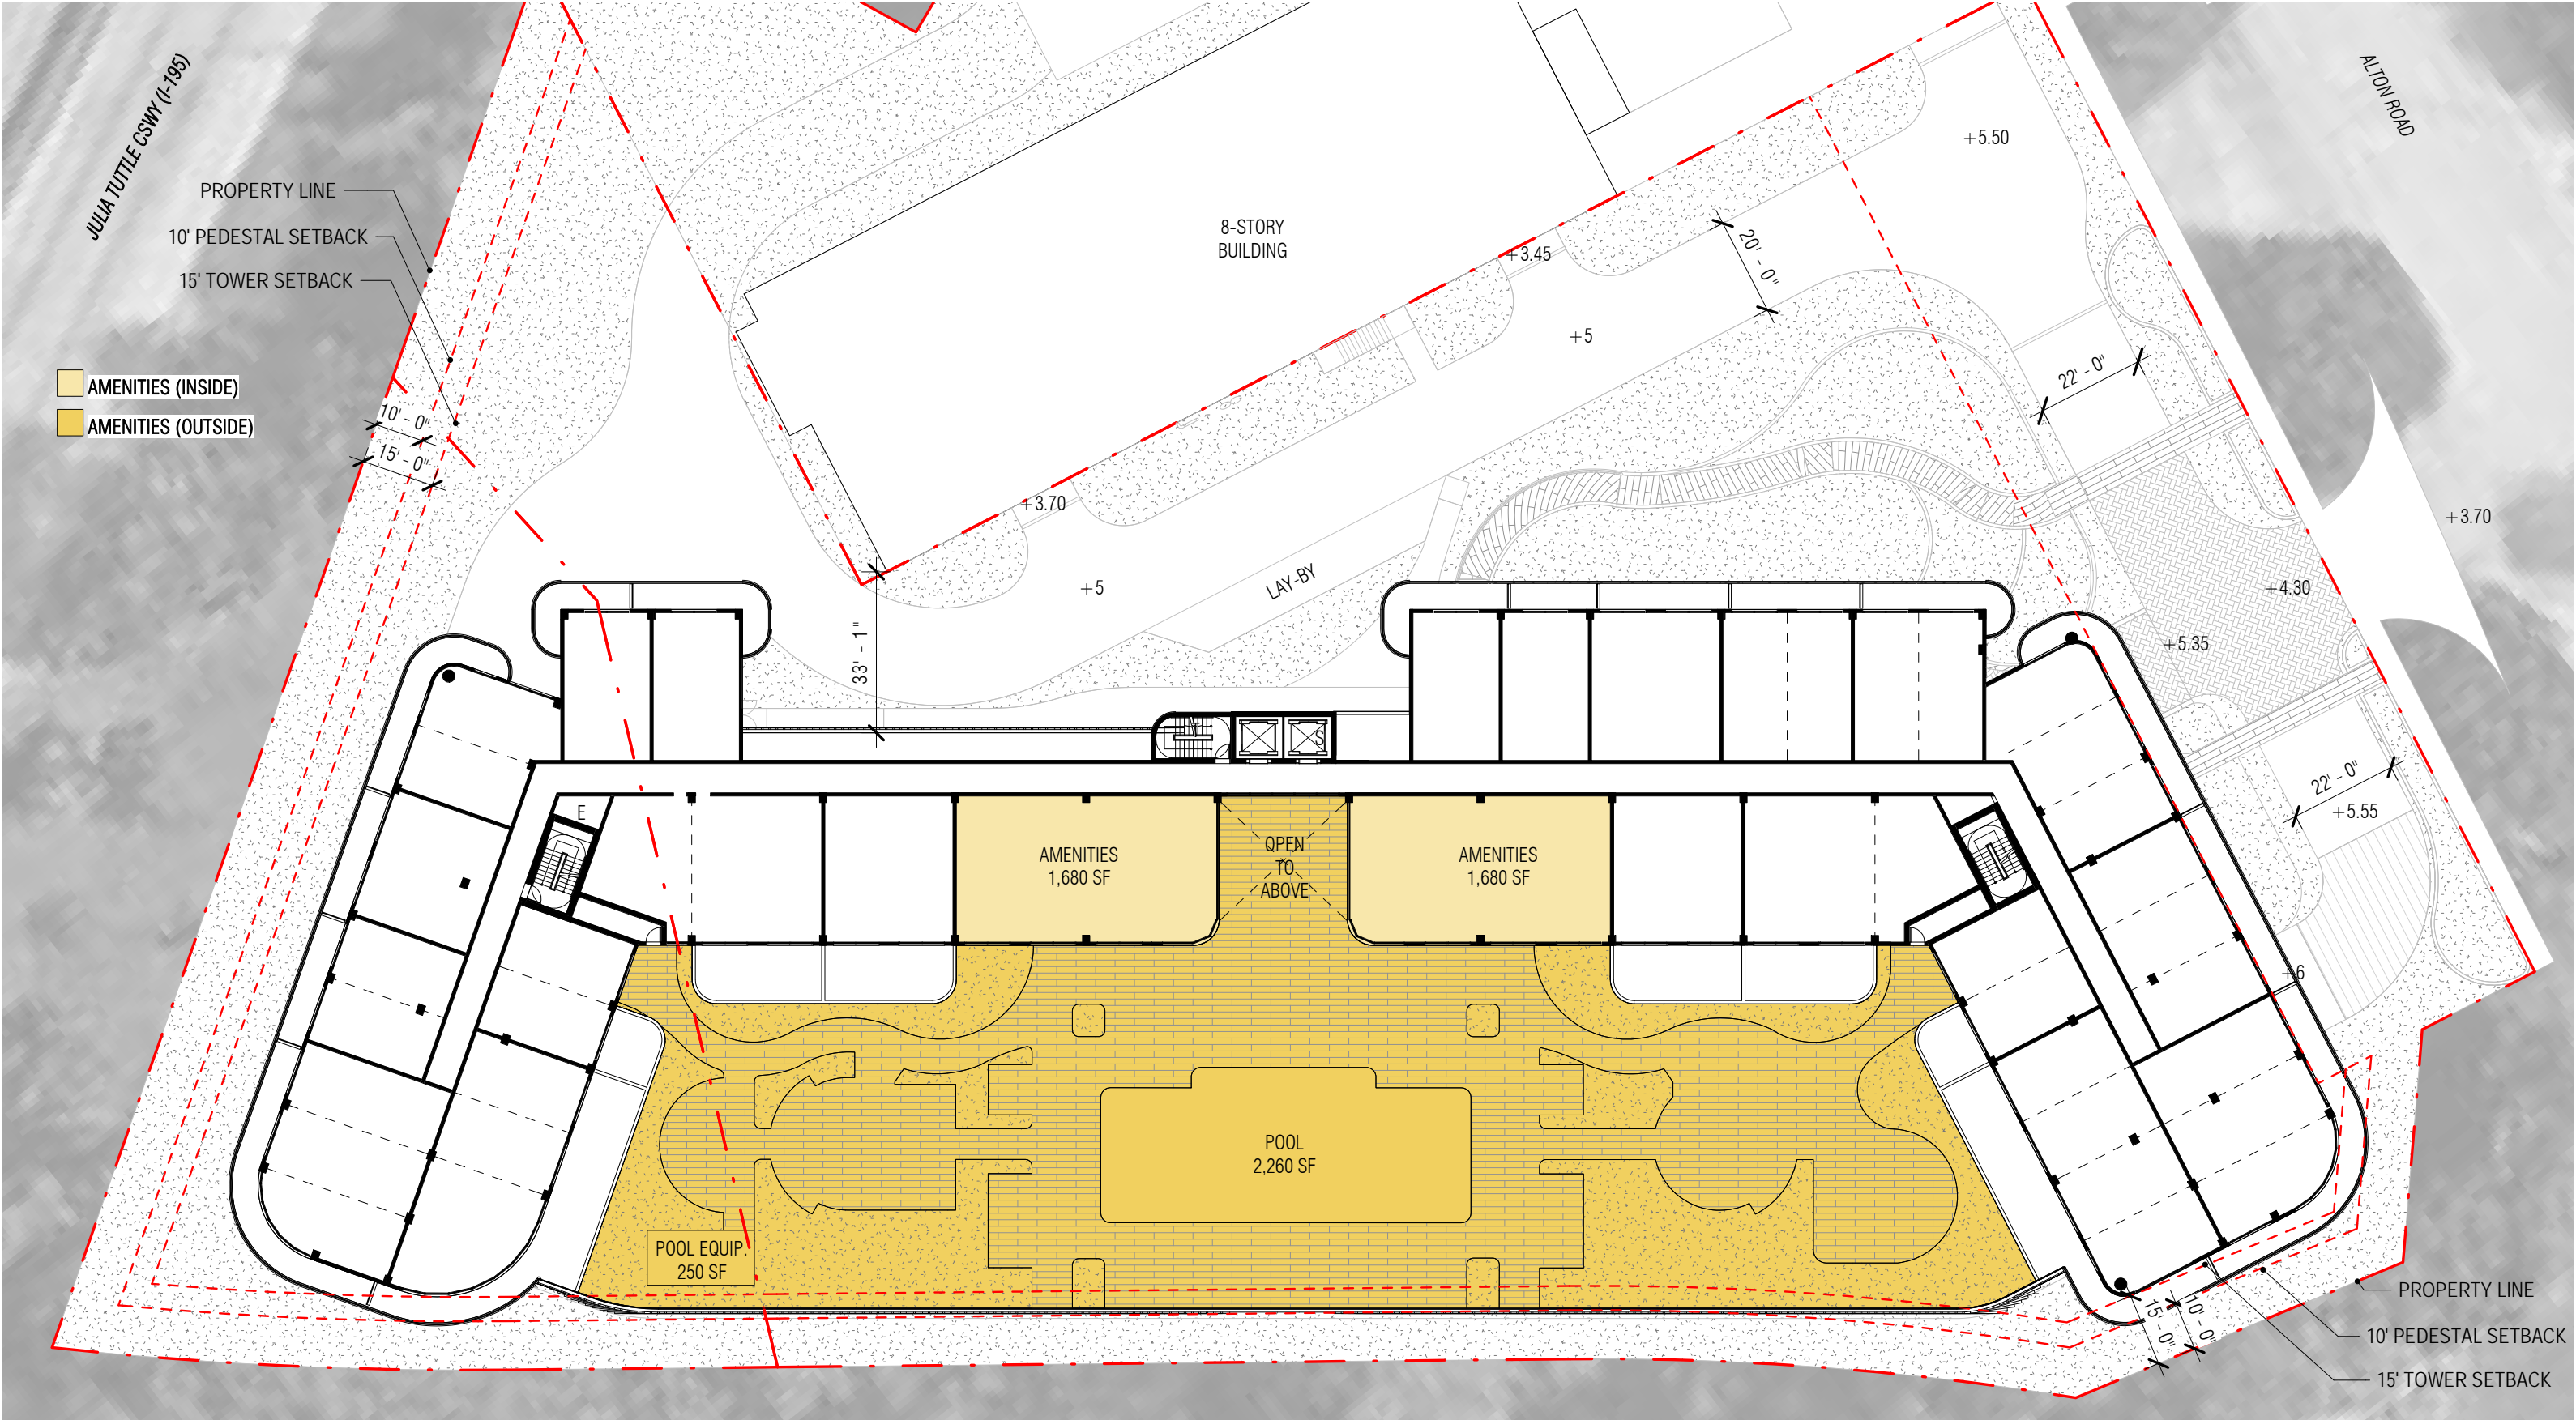 JULIA TUTTLE CSWY (I-195)
ALTON ROAD
PROPERTY LINE
10' PEDESTAL SETBACK
15' TOWER SETBACK
AMENITIES (INSIDE)
AMENITIES (OUTSIDE)
10' - 0"
15' - 0"
8-STORY
BUILDING
+5.50
+3.45
20' - 0"
+5
22' - 0"
+3.70
+3.70
+5
LAY-BY
+4.30
33' - 1"
+5.35
S
22' - 0"
+5.55
E
AMENITIES
1,680 SF
OPEN
TO
ABOVE
AMENITIES
1,680 SF
+6
POOL
2,260 SF
POOL EQUIP.
250 SF
15' - 0"
10' - 0"
PROPERTY LINE
10' PEDESTAL SETBACK
15' TOWER SETBACK